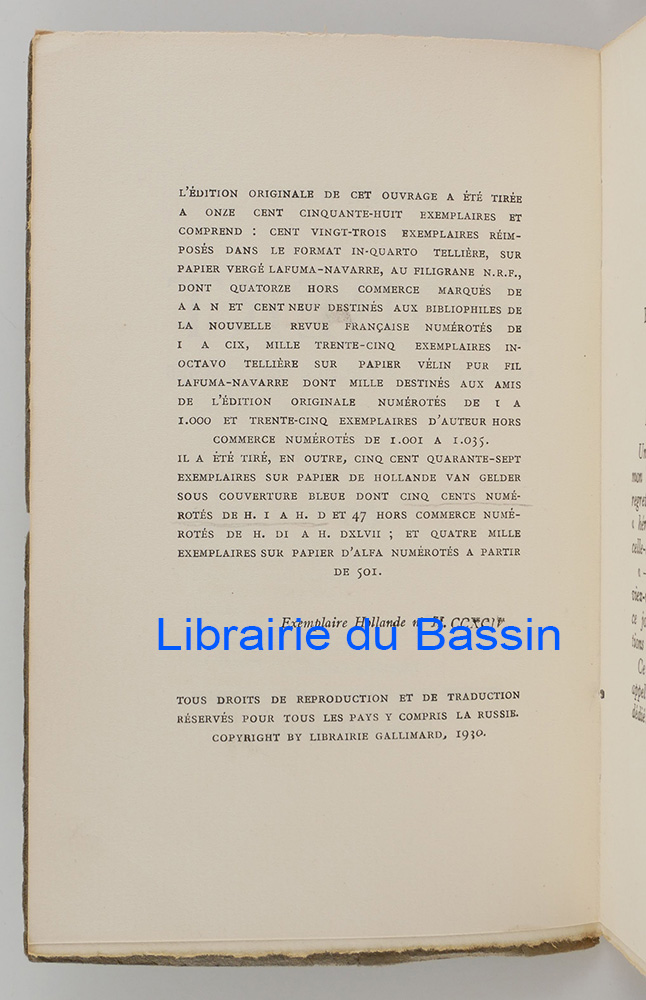 L'ÉDITION ORIGINALE DE CET OUVRAGE A ÉTÉ TIRÉE
A ONZE CENT CINQUANTE-HUIT EXEMPLAIRES ET
COMPREND : CENT VINGT-TROIS EXEMPLAIRES RÉIM-
POSÉS DANS LE FORMAT IN-QUARTO TELLIÈRE, SUR
PAPIER VERGÉ LAFUMA-NAVARRE, AU FILIGRANE N.R.F.,
DONT QUATORZE HORS COMMERCE MARQUÉS DE
A A N ET CENT NEUF DESTINÉS AUX BIBLIOPHILES DE
LA NOUVELLE REVUE FRANÇAISE NUMÉROTÉS DE
I A CIX, MILLE TRENTE-CINQ EXEMPLAIRES IN-
OCTAVO TELLIÈRE SUR PAPIER VÉLIN PUR FIL
LAFUMA-NAVARRE DONT MILLE DESTINÉS AUX AMIS
DE L'ÉDITION ORIGINALE NUMÉROTÉS DE 1 A
1.000 ET TRENTE-CINQ EXEMPLAIRES D'AUTEUR HORS
COMMERCE NUMÉROTÉS DE 1.001 A 1.035.
IL A ÉTÉ TIRÉ, EN OUTRE, CINQ CENT QUARANTE-SEPT
EXEMPLAIRES SUR PAPIER DE HOLLANDE VAN GELDER
SOUS COUVERTURE BLEUE DONT CINQ CENTS NUMÉ-
ROTÉS DE H. I A H. D ET 47 HORS COMMERCE NUMÉ-
ROTÉS DE H. DI A H. DXLVII ; ET QUATRE MILLE
EXEMPLAIRES SUR PAPIER D'ALFA NUMÉROTÉS A PARTIR
DE 501.
Exemplaire Hollande
Librairie du Bassin
TOUS DROITS DE REPRODUCTION ET DE TRADUCTION
RÉSERVÉS POUR TOUS LES PAYS Y COMPRIS LA RUSSIE.
COPYRIGHT BY LIBRAIRIE GALLIMARD, 1930.